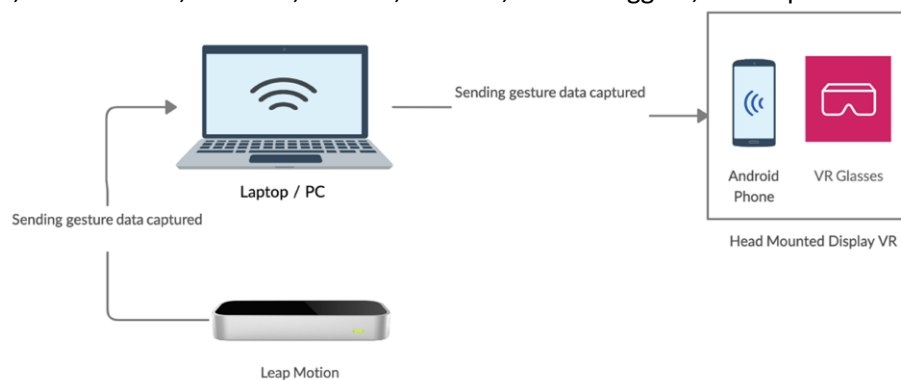 Sending gesture data captured
Laptop / PC
Sending gesture data captured
Android
Phone
VR Glasses
Head Mounted Display VR
Leap Motion